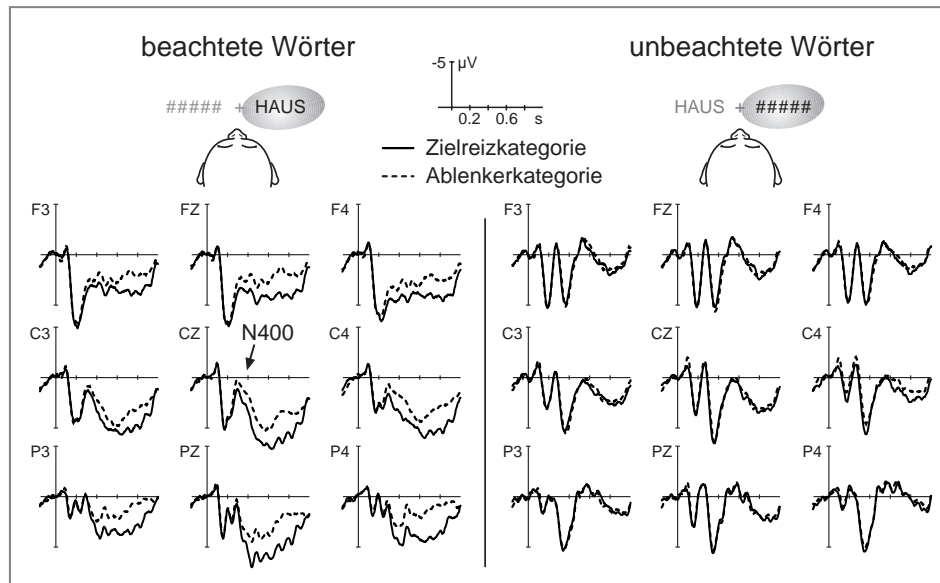 beachtete Wörter
unbeachtete Wörter
-5 µV
##### + HAUS
HAUS + #####
0.2 0.6 s
Zielreizkategorie
Ablenkerkategorie
F3 FZ F4 F3 FZ F4
C3 CZ N400 C4 C3 CZ C4
P3 PZ P4 P3 PZ P4